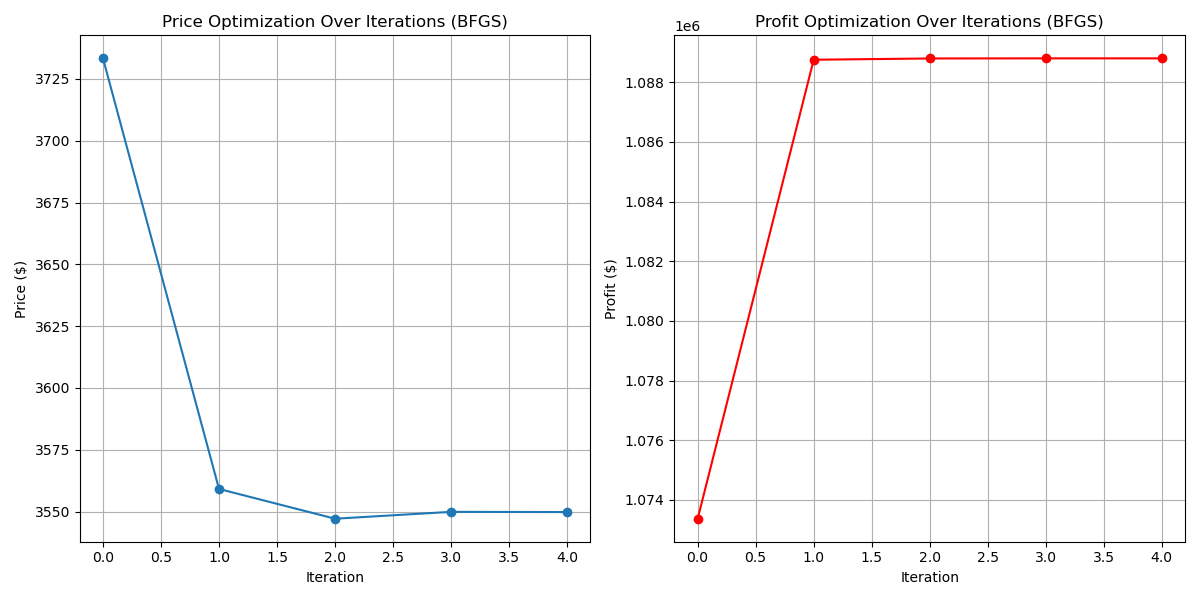 Price Optimization Over Iterations (BFGS)
Price ($)
3725
3700
3675
3650
3625
3600
3575
3550
0.0 0.5 1.0 1.5 2.0 2.5 3.0 3.5 4.0
Iteration
Profit Optimization Over Iterations (BFGS)
1e6
Profit ($)
1.088
1.086
1.084
1.082
1.080
1.078
1.076
1.074
0.0 0.5 1.0 1.5 2.0 2.5 3.0 3.5 4.0
Iteration